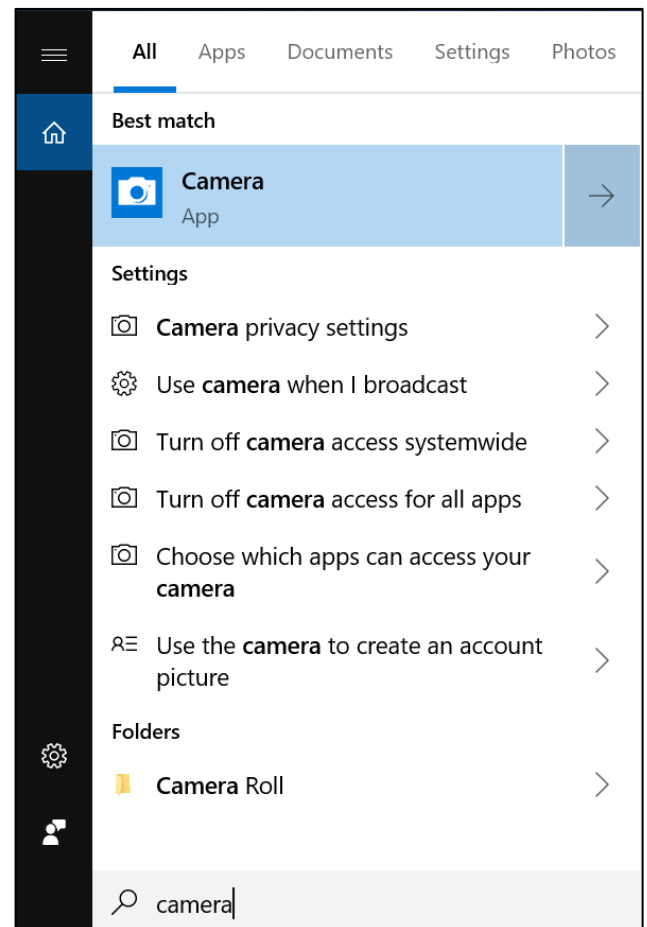 All Apps Documents Settings Photos
Best match
Camera
App
Settings
Camera privacy settings
Use camera when I broadcast
Turn off camera access systemwide
Turn off camera access for all apps
Choose which apps can access your
camera
Use the camera to create an account
picture
Folders
Camera Roll
camera